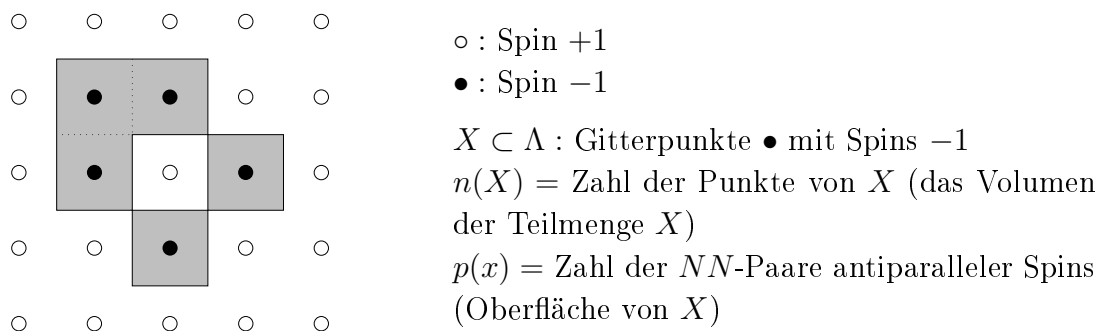 ○ : Spin +1
● : Spin −1
X ⊂ Λ : Gitterpunkte ● mit Spins −1
n(X) = Zahl der Punkte von X (das Volumen
der Teilmenge X)
p(x) = Zahl der NN-Paare antiparalleler Spins
(Oberfläche von X)